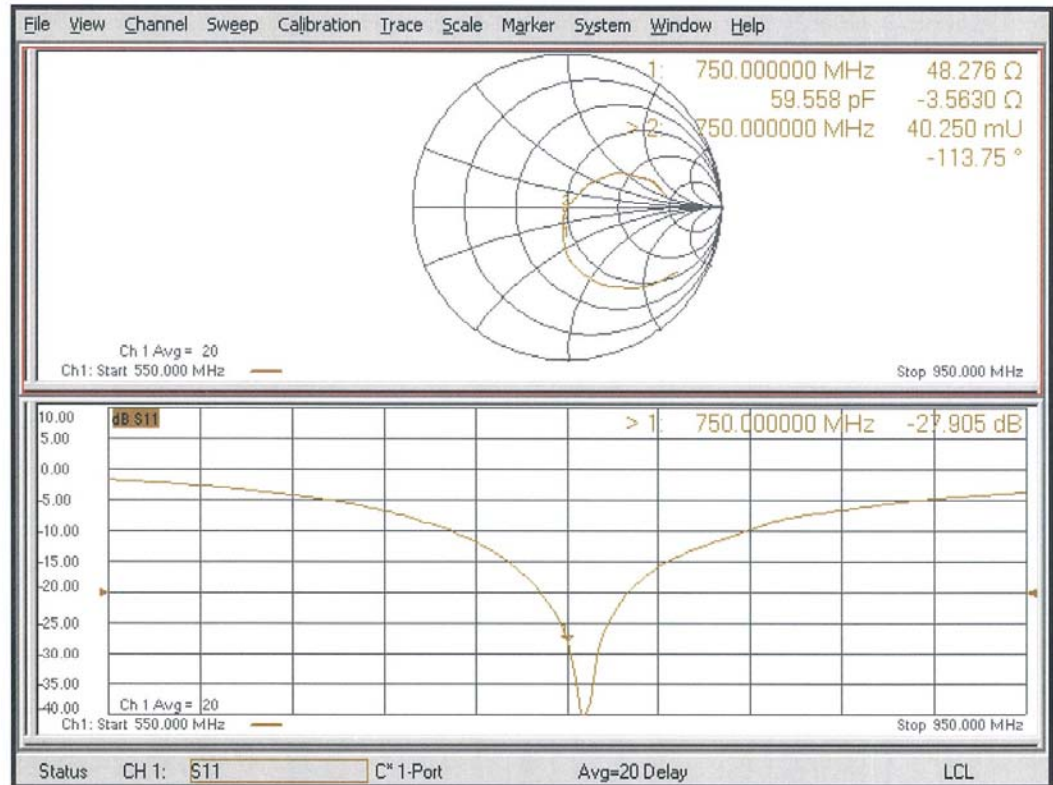 File View Channel Sweep Calibration Trace Scale Marker System Window Help
1: 750.000000 MHz 48.276 Ω
59.558 pF -3.5630 Ω
> 2: 750.000000 MHz 40.250 mU
-113.75 °
Ch 1 Avg = 20
Ch1: Start 550.000 MHz Stop 950.000 MHz
10.00 dB S11 > 1: 750.000000 MHz -27.905 dB
5.00
0.00
-5.00
-10.00
-15.00
-20.00
-25.00
-30.00
-35.00
-40.00 Ch 1 Avg = 20
Ch1: Start 550.000 MHz Stop 950.000 MHz
Status CH 1: S11 C* 1-Port Avg=20 Delay LCL